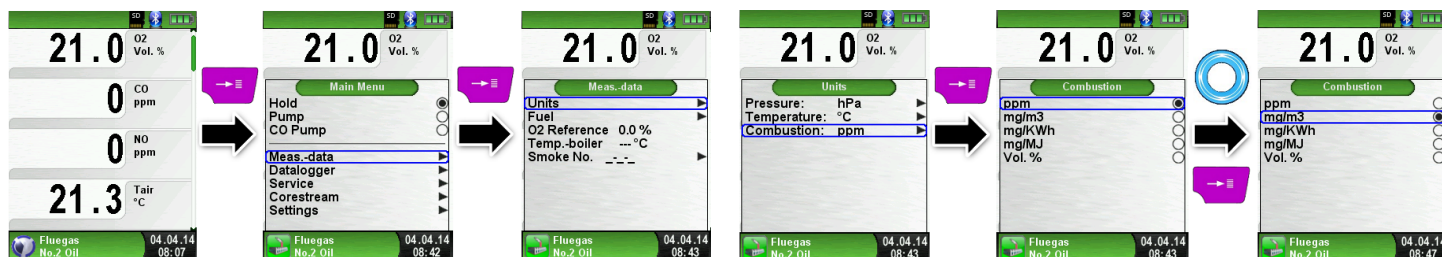 SD
21.0 O2 Vol. %
0 CO ppm
0 NO ppm
21.3 Tair °C
Fluegas 04.04.14
No.2 Oil 08:07
SD
21.0 O2 Vol. %
Main Menu
Hold
Pump
CO Pump
Meas.-data
Datalogger
Service
Corestream
Settings
Fluegas 04.04.14
No.2 Oil 08:42
SD
21.0 O2 Vol. %
Meas.-data
Units
Fuel
O2 Reference 0.0 %
Temp.-boiler --- °C
Smoke No. _-_-_
Fluegas 04.04.14
No.2 Oil 08:43
SD
21.0 O2 Vol. %
Units
Pressure: hPa
Temperature: °C
Combustion: ppm
Fluegas 04.04.14
No.2 Oil 08:43
SD
21.0 O2 Vol. %
Combustion
ppm
mg/m3
mg/KWh
mg/MJ
Vol. %
Fluegas 04.04.14
No.2 Oil 08:43
SD
21.0 O2 Vol. %
Combustion
ppm
mg/m3
mg/KWh
mg/MJ
Vol. %
Fluegas 04.04.14
No.2 Oil 08:47